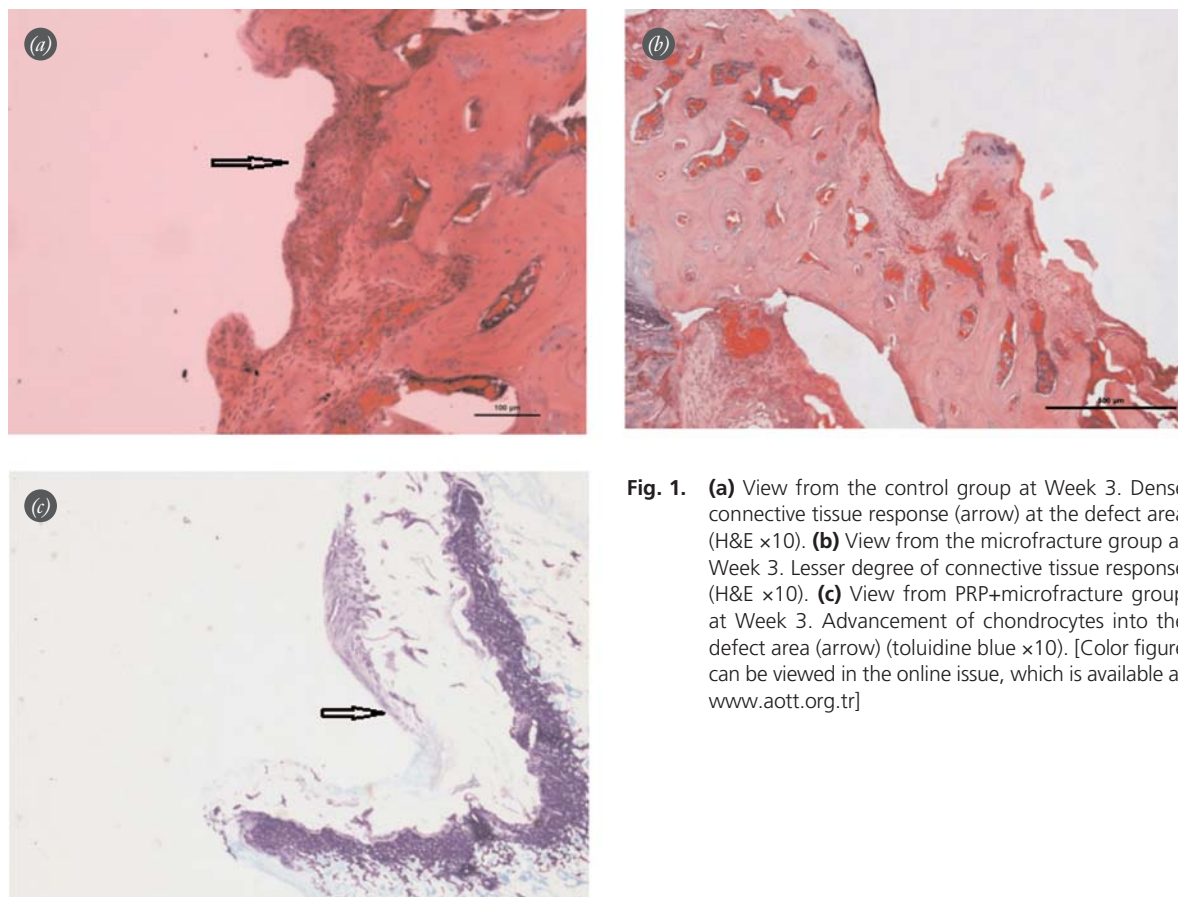 (a)
(b)
100 µm
(c)
Fig. 1. (a) View from the control group at Week 3. Dense
connective tissue response (arrow) at the defect area
(H&E ×10). (b) View from the microfracture group a
Week 3. Lesser degree of connective tissue response
(H&E ×10). (c) View from PRP+microfracture group
at Week 3. Advancement of chondrocytes into the
defect area (arrow) (toluidine blue ×10). [Color figure
can be viewed in the online issue, which is available a
www.aott.org.tr]